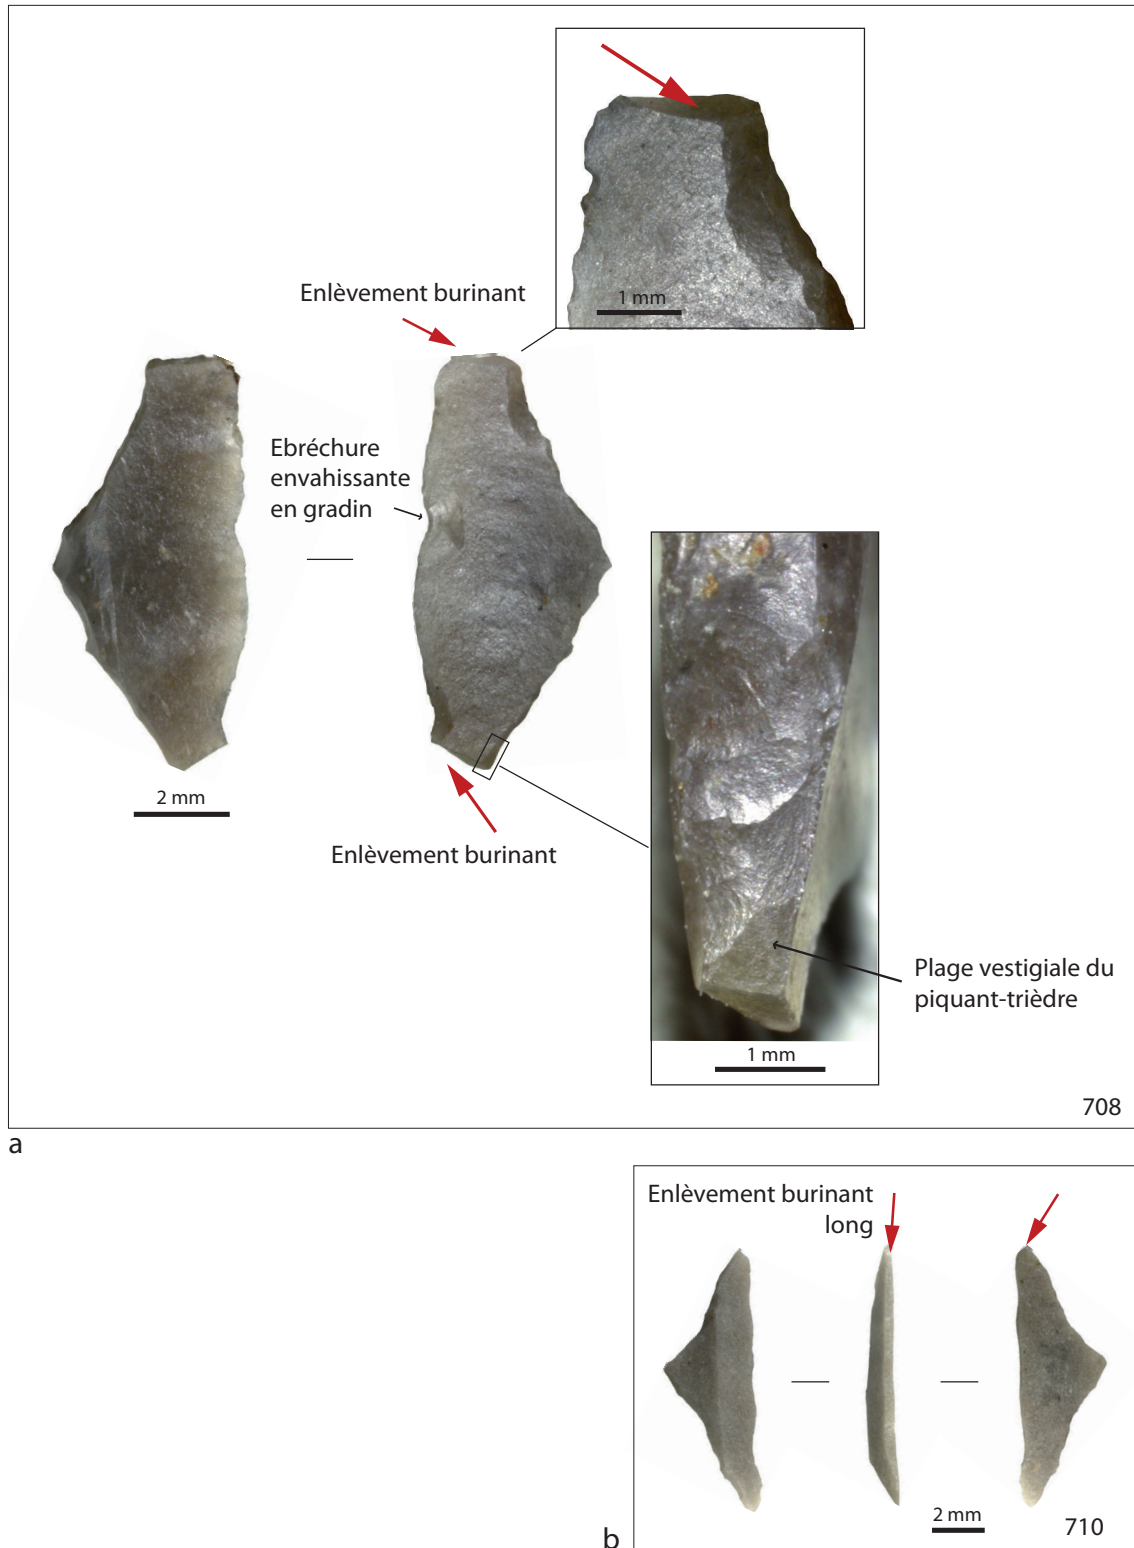 1 mm
Enlèvement burinant
Ebréchure
envahissante
en gradin
2 mm
Enlèvement burinant
Plage vestigiale du
piquant-trièdre
1 mm
708
a
Enlèvement burinant
long
2 mm
710
b